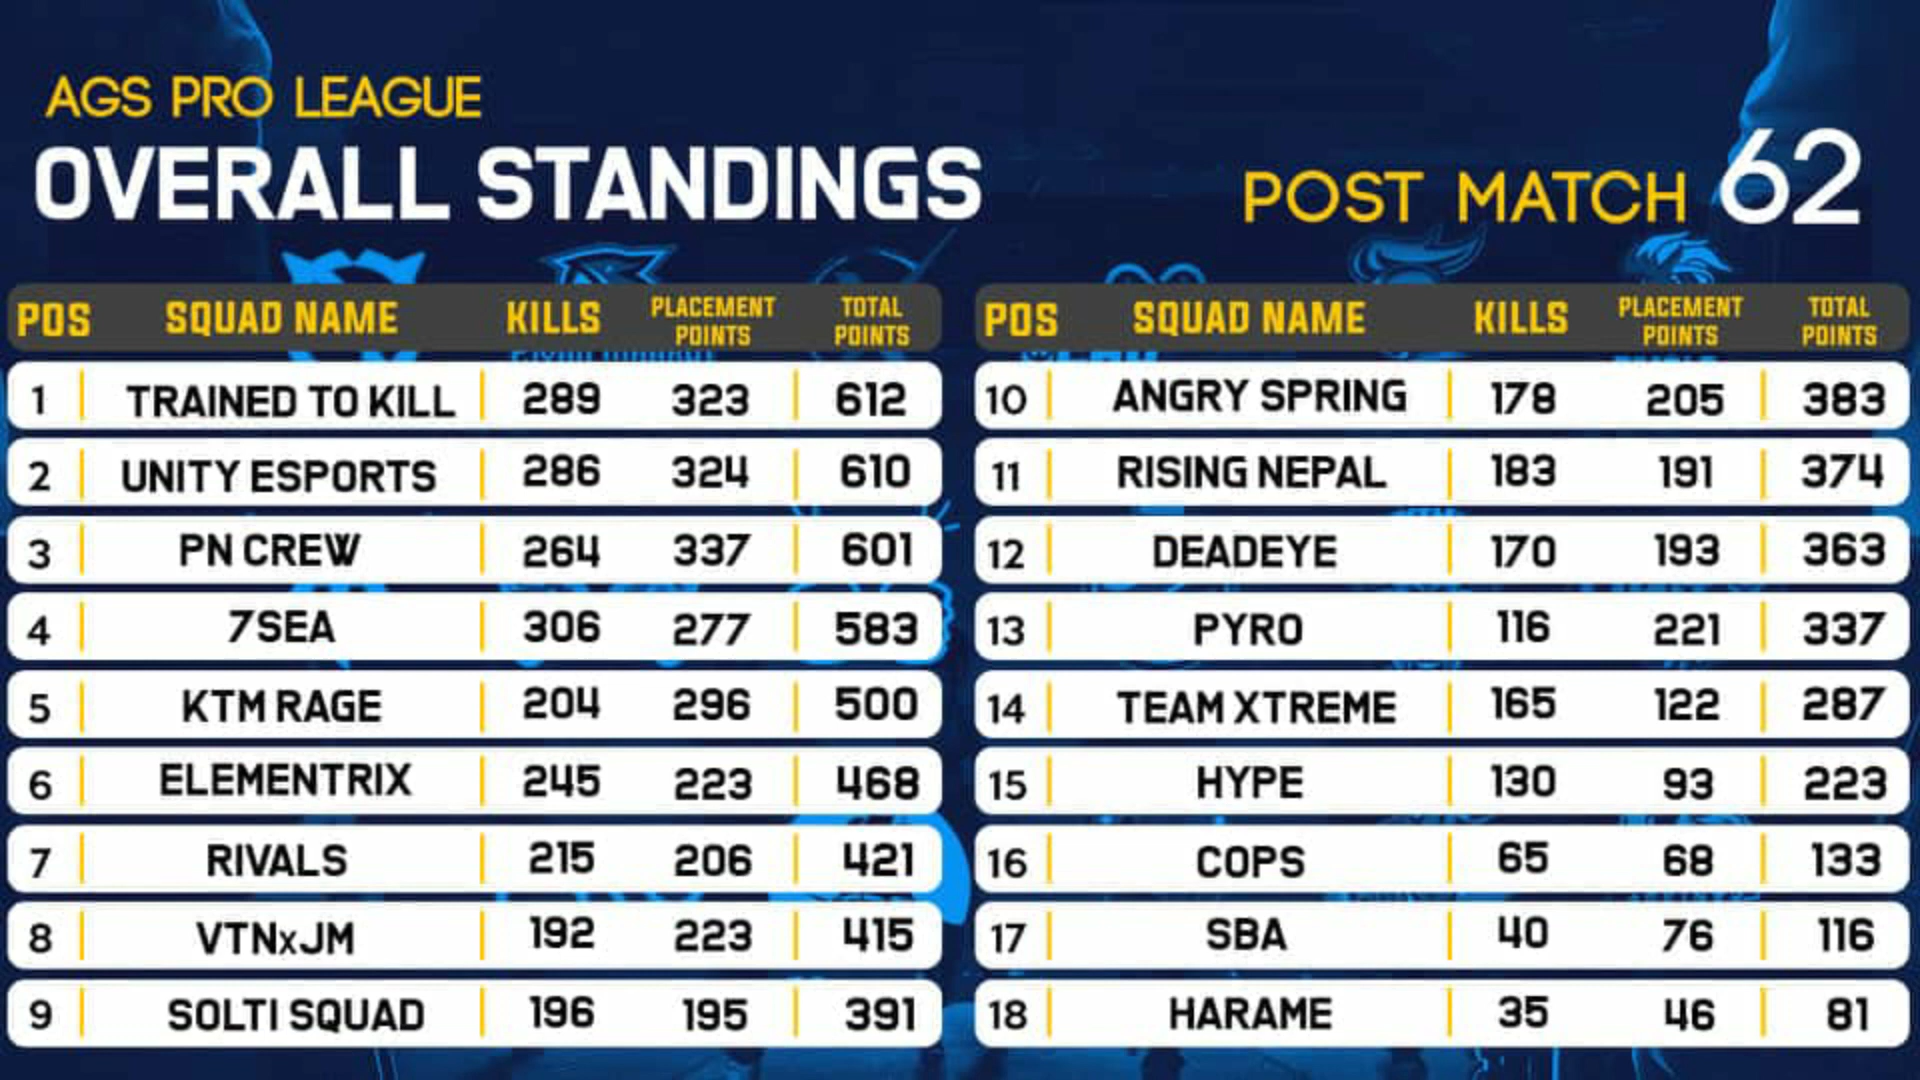 AGS PRO LEAGUE
OVERALL STANDINGS
POST MATCH 62
POS SQUAD NAME KILLS PLACEMENT POINTS TOTAL POINTS
1 TRAINED TO KILL 289 323 612
2 UNITY ESPORTS 286 324 610
3 PN CREW 264 337 601
4 7SEA 306 277 583
5 KTM RAGE 204 296 500
6 ELEMENTRIX 245 223 468
7 RIVALS 215 206 421
8 VTNxJM 192 223 415
9 SOLTI SQUAD 196 195 391
POS SQUAD NAME KILLS PLACEMENT POINTS TOTAL POINTS
10 ANGRY SPRING 178 205 383
11 RISING NEPAL 183 191 374
12 DEADEYE 170 193 363
13 PYRO 116 221 337
14 TEAM XTREME 165 122 287
15 HYPE 130 93 223
16 COPS 65 68 133
17 SBA 40 76 116
18 HARAME 35 46 81